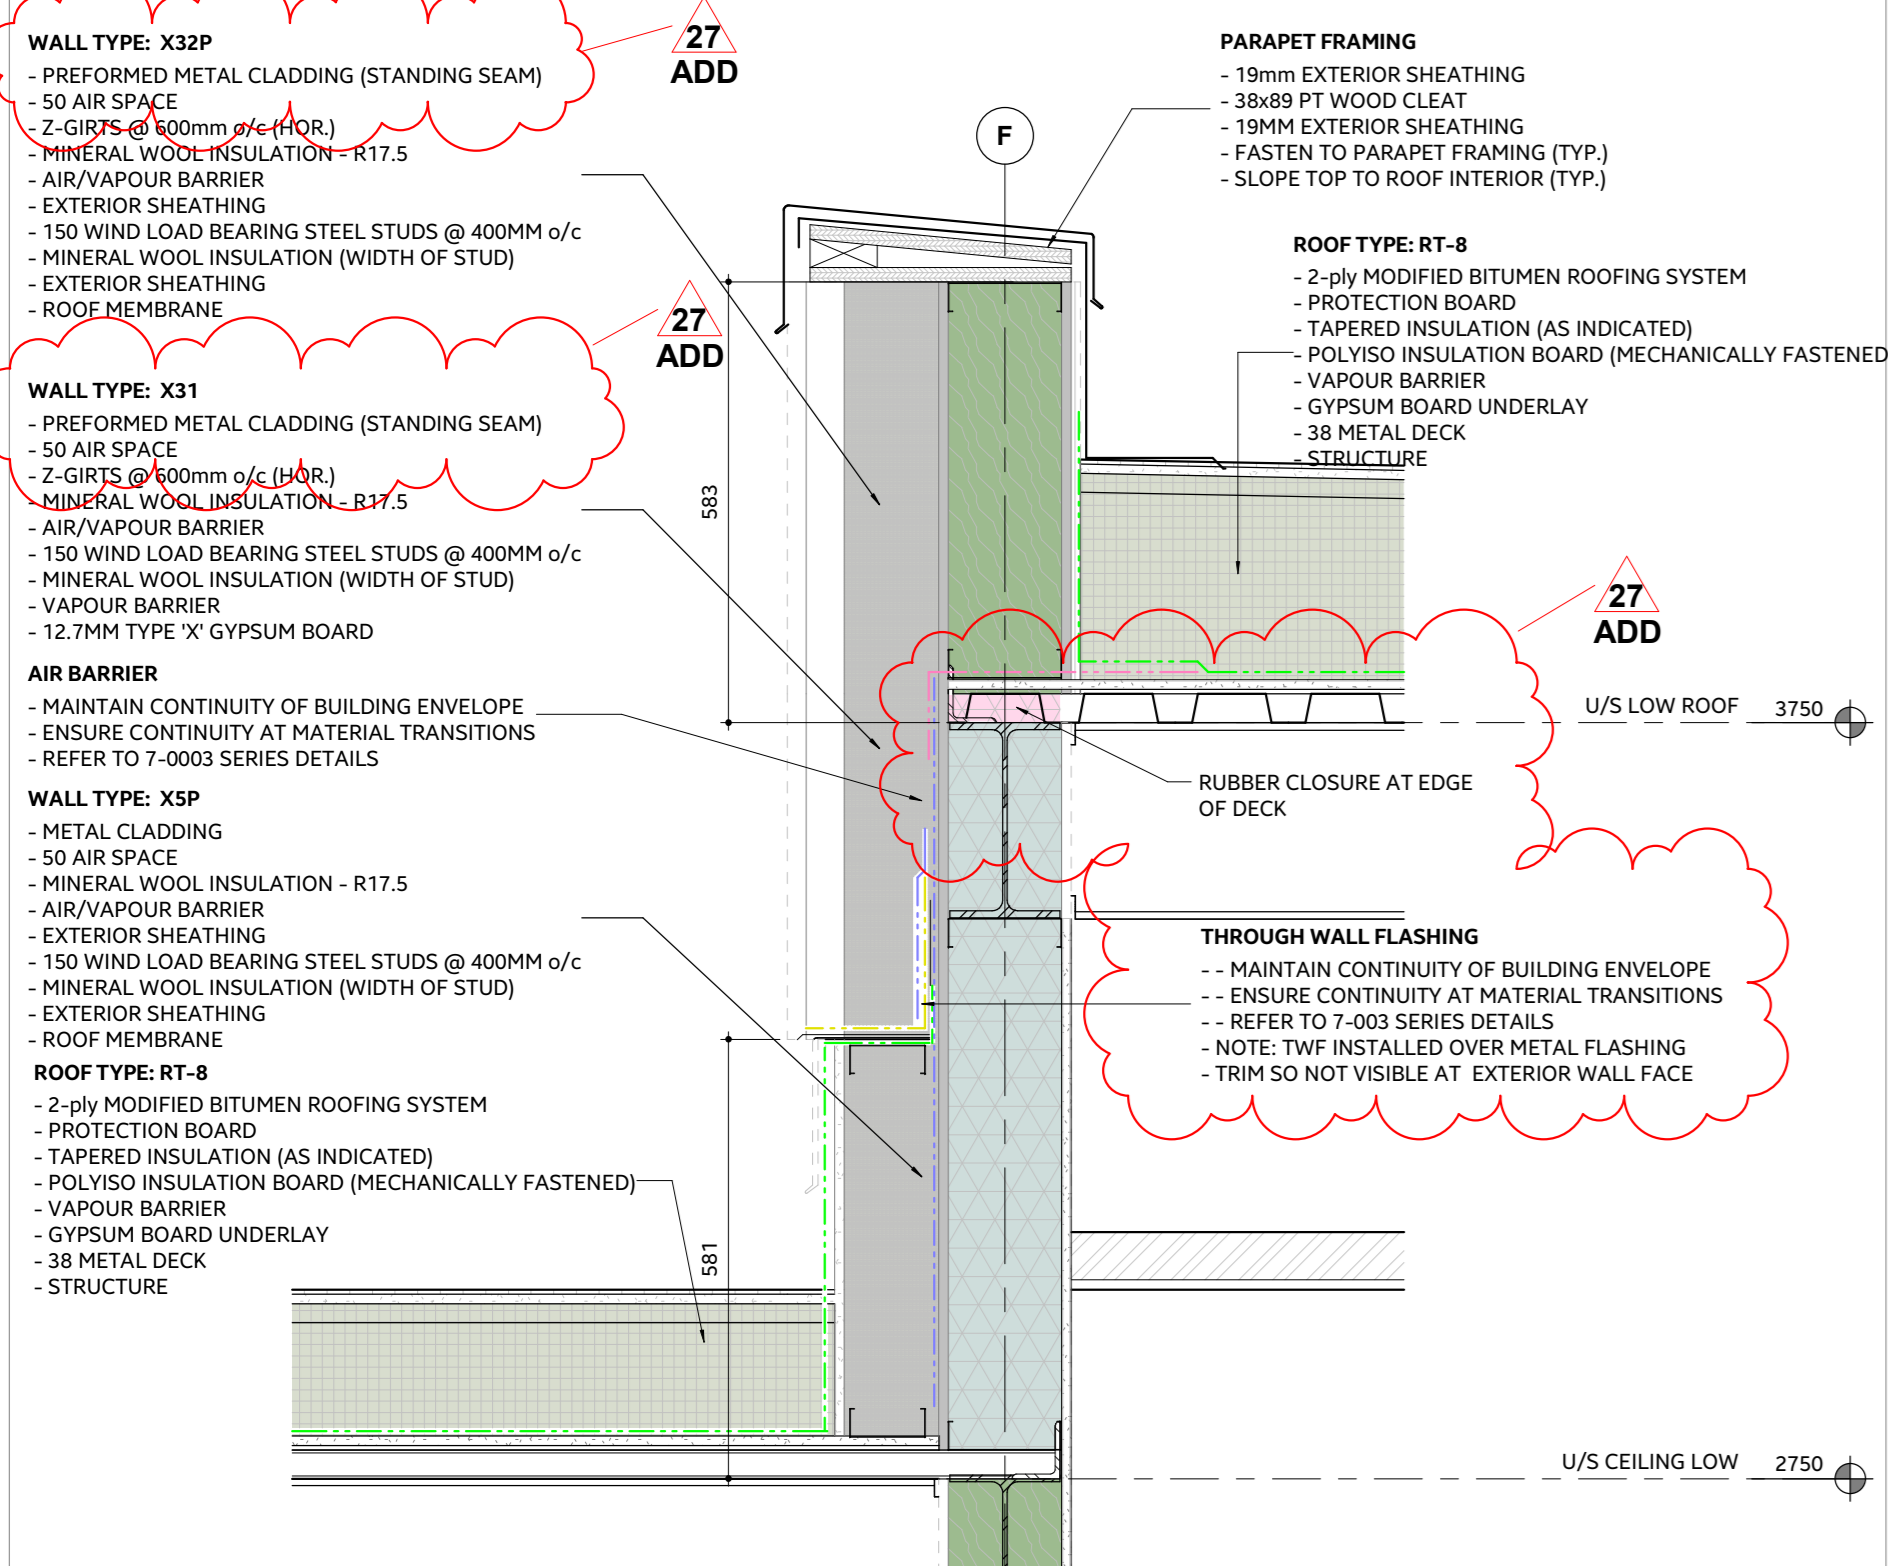 WALL TYPE: X32P
- PREFORMED METAL CLADDING (STANDING SEAM)
- 50 AIR SPACE
- Z-GIRTS @ 600mm o/c (HOR.)
- MINERAL WOOL INSULATION - R17.5
- AIR/VAPOUR BARRIER
- EXTERIOR SHEATHING
- 150 WIND LOAD BEARING STEEL STUDS @ 400MM o/c
- MINERAL WOOL INSULATION (WIDTH OF STUD)
- EXTERIOR SHEATHING
- ROOF MEMBRANE
27
ADD
WALL TYPE: X31
- PREFORMED METAL CLADDING (STANDING SEAM)
- 50 AIR SPACE
- Z-GIRTS @ 600mm o/c (HOR.)
- MINERAL WOOL INSULATION - R17.5
- AIR/VAPOUR BARRIER
- 150 WIND LOAD BEARING STEEL STUDS @ 400MM o/c
- MINERAL WOOL INSULATION (WIDTH OF STUD)
- VAPOUR BARRIER
- 12.7MM TYPE 'X' GYPSUM BOARD
27
ADD
AIR BARRIER
- MAINTAIN CONTINUITY OF BUILDING ENVELOPE
- ENSURE CONTINUITY AT MATERIAL TRANSITIONS
- REFER TO 7-0003 SERIES DETAILS
WALL TYPE: X5P
- METAL CLADDING
- 50 AIR SPACE
- MINERAL WOOL INSULATION - R17.5
- AIR/VAPOUR BARRIER
- EXTERIOR SHEATHING
- 150 WIND LOAD BEARING STEEL STUDS @ 400MM o/c
- MINERAL WOOL INSULATION (WIDTH OF STUD)
- EXTERIOR SHEATHING
- ROOF MEMBRANE
ROOF TYPE: RT-8
- 2-ply MODIFIED BITUMEN ROOFING SYSTEM
- PROTECTION BOARD
- TAPERED INSULATION (AS INDICATED)
- POLYISO INSULATION BOARD (MECHANICALLY FASTENED)
- VAPOUR BARRIER
- GYPSUM BOARD UNDERLAY
- 38 METAL DECK
- STRUCTURE
583
581
F
PARAPET FRAMING
- 19mm EXTERIOR SHEATHING
- 38x89 PT WOOD CLEAT
- 19MM EXTERIOR SHEATHING
- FASTEN TO PARAPET FRAMING (TYP.)
- SLOPE TOP TO ROOF INTERIOR (TYP.)
ROOF TYPE: RT-8
- 2-ply MODIFIED BITUMEN ROOFING SYSTEM
- PROTECTION BOARD
- TAPERED INSULATION (AS INDICATED)
- POLYISO INSULATION BOARD (MECHANICALLY FASTENED
- VAPOUR BARRIER
- GYPSUM BOARD UNDERLAY
- 38 METAL DECK
- STRUCTURE
27
ADD
U/S LOW ROOF 3750
RUBBER CLOSURE AT EDGE
OF DECK
THROUGH WALL FLASHING
- - MAINTAIN CONTINUITY OF BUILDING ENVELOPE
- - ENSURE CONTINUITY AT MATERIAL TRANSITIONS
- - REFER TO 7-003 SERIES DETAILS
- NOTE: TWF INSTALLED OVER METAL FLASHING
- TRIM SO NOT VISIBLE AT EXTERIOR WALL FACE
U/S CEILING LOW 2750